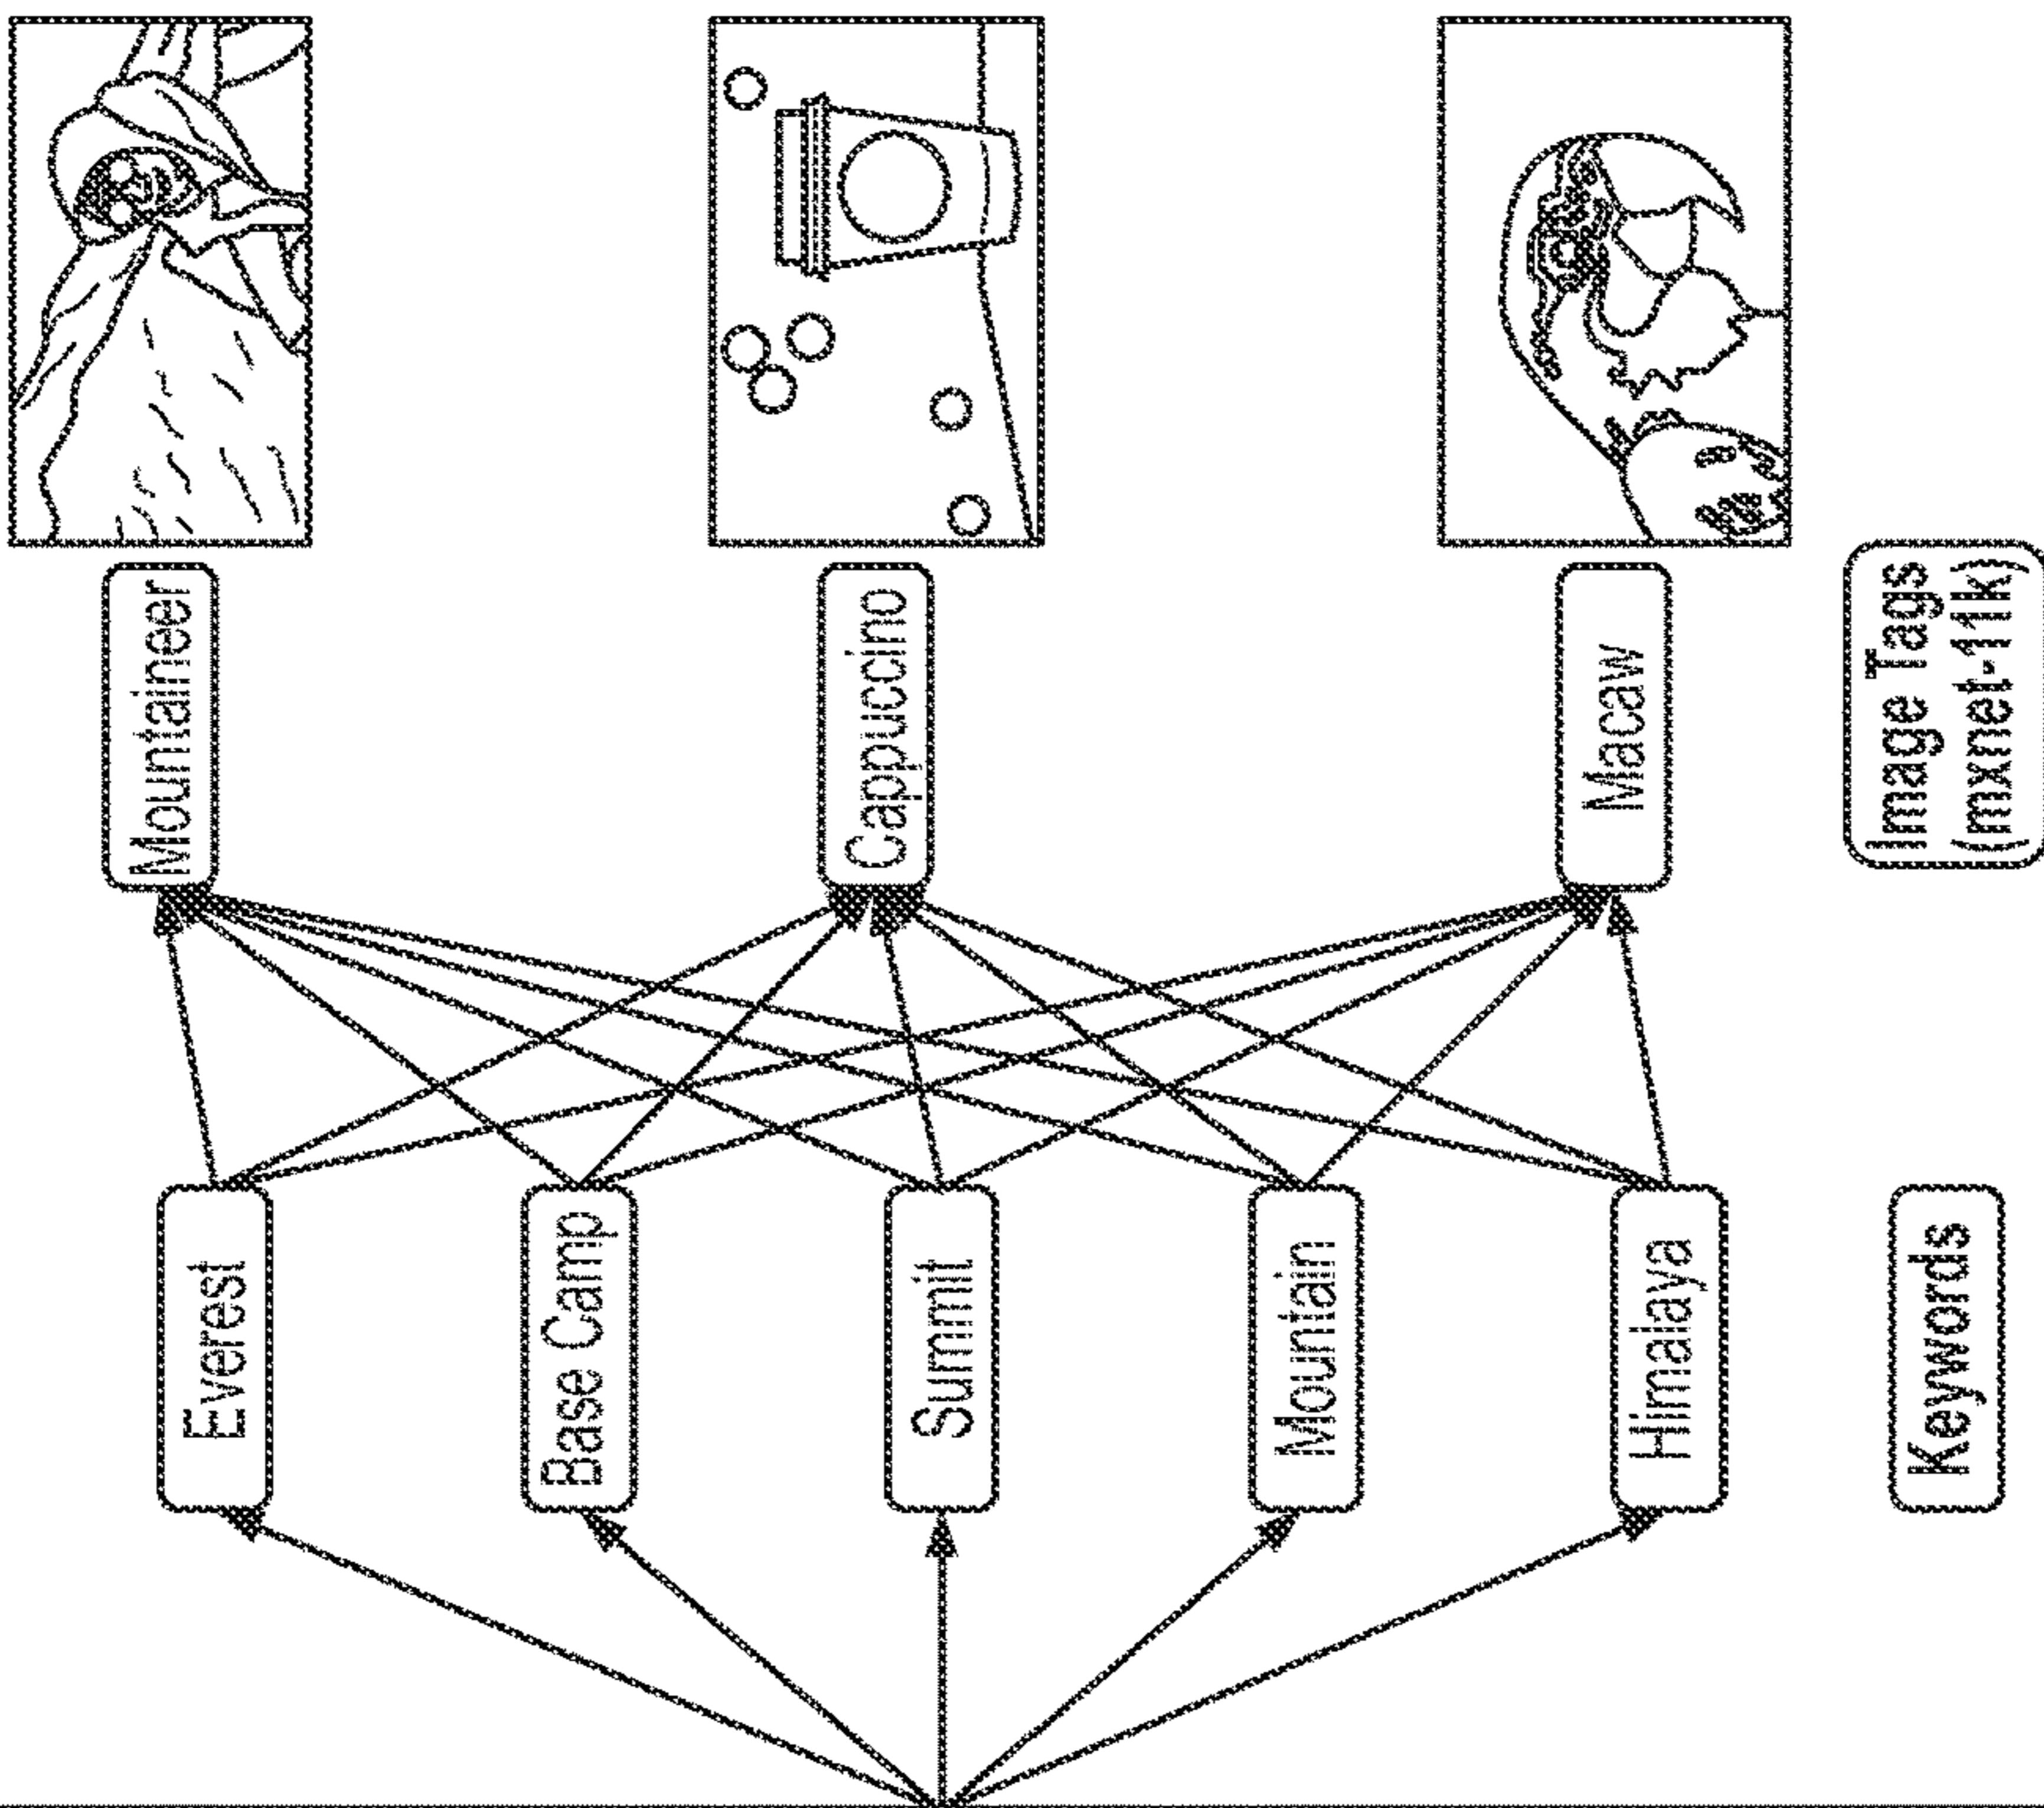 Everest
Base Camp
Summit
Mountain
Himalaya
Keywords
Mountaineer
Cappuccino
Macaw
Image Tags
(mxnet-11k)